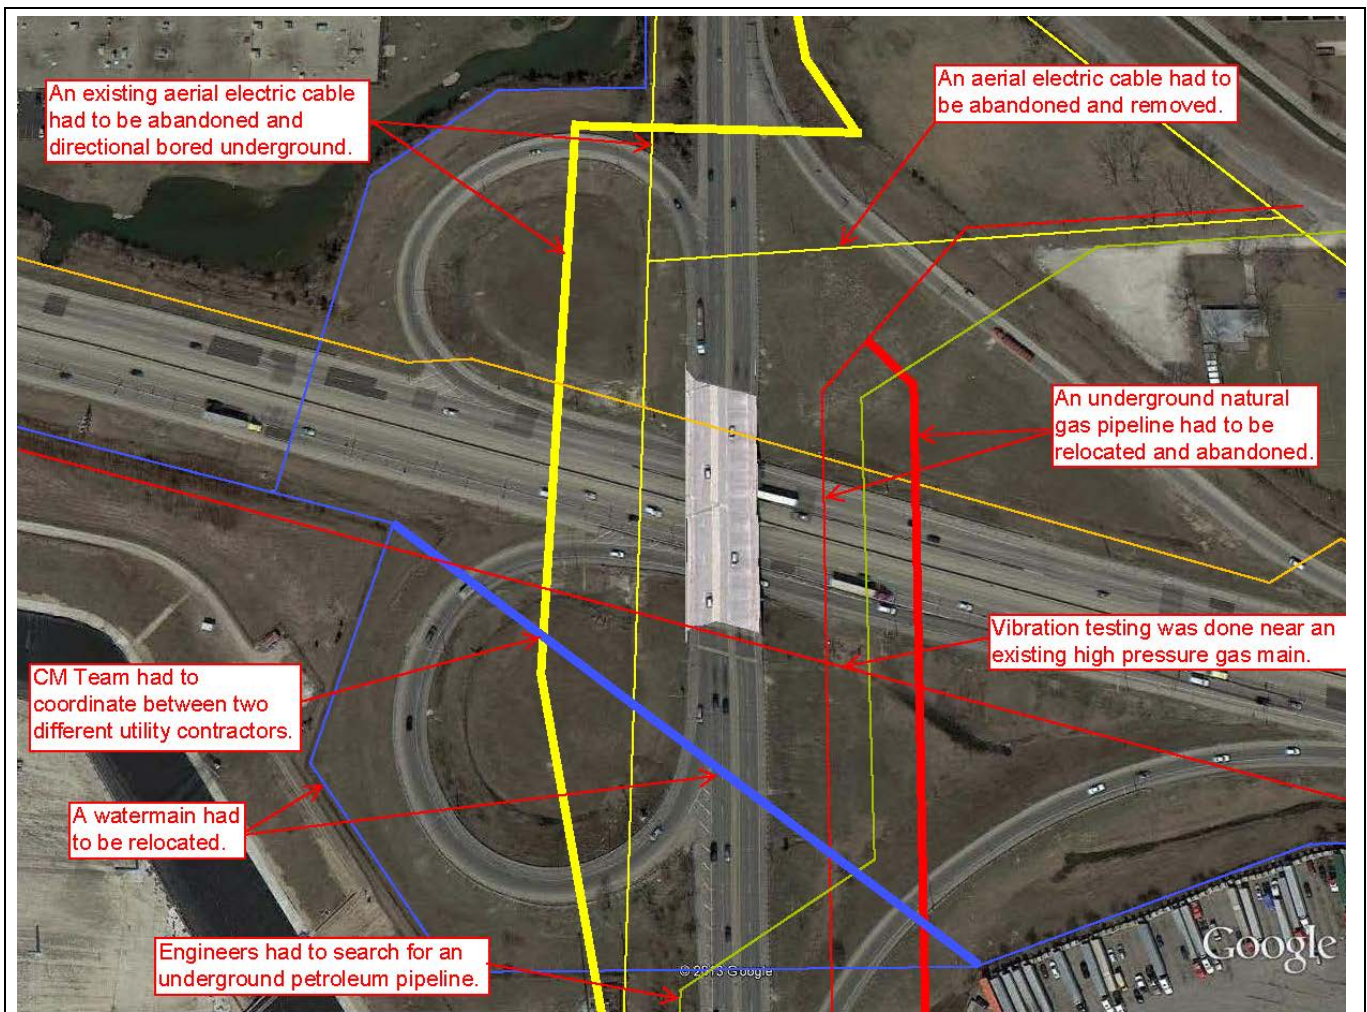 An existing aerial electric cable
had to be abandoned and
directional bored underground.
An aerial electric cable had to
be abandoned and removed.
An underground natural
gas pipeline had to be
relocated and abandoned.
Vibration testing was done near an
existing high pressure gas main.
CM Team had to
coordinate between two
different utility contractors.
A watermain had
to be relocated.
Engineers had to search for an
underground petroleum pipeline.
© 2013 Google
Google